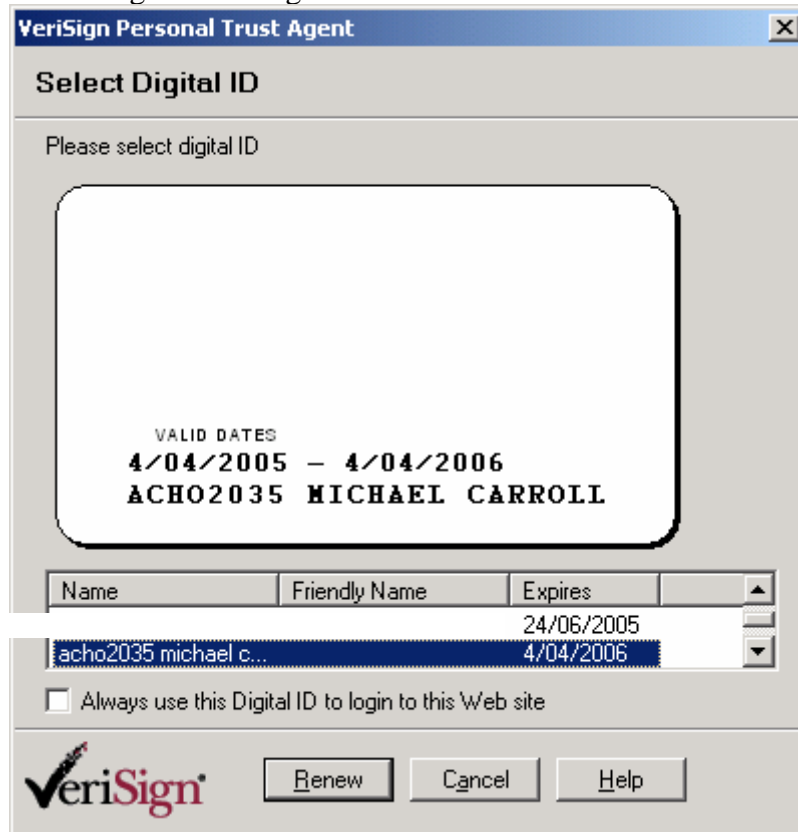 VeriSign Personal Trust Agent
Select Digital ID
Please select digital ID
VALID DATES
4/04/2005 – 4/04/2006
ACHO2035 MICHAEL CARROLL
Name Friendly Name Expires
24/06/2005
acho2035 michael c... 4/04/2006
Always use this Digital ID to login to this Web site
VeriSign Renew Cancel Help